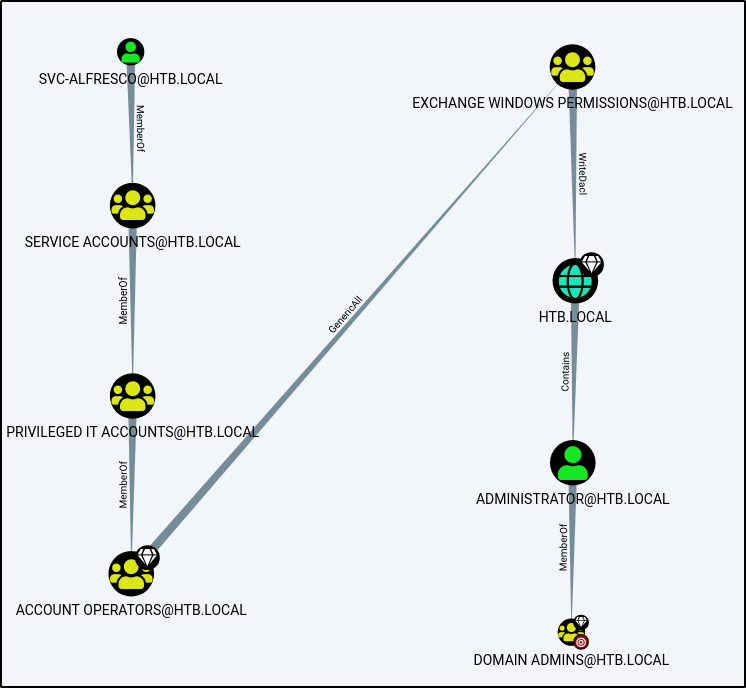 SVC-ALFRESCO@HTB.LOCAL
MemberOf
SERVICE ACCOUNTS@HTB.LOCAL
MemberOf
PRIVILEGED IT ACCOUNTS@HTB.LOCAL
MemberOf
ACCOUNT OPERATORS@HTB.LOCAL
GenericAll
EXCHANGE WINDOWS PERMISSIONS@HTB.LOCAL
WriteDacl
HTB.LOCAL
Contains
ADMINISTRATOR@HTB.LOCAL
MemberOf
DOMAIN ADMINS@HTB.LOCAL